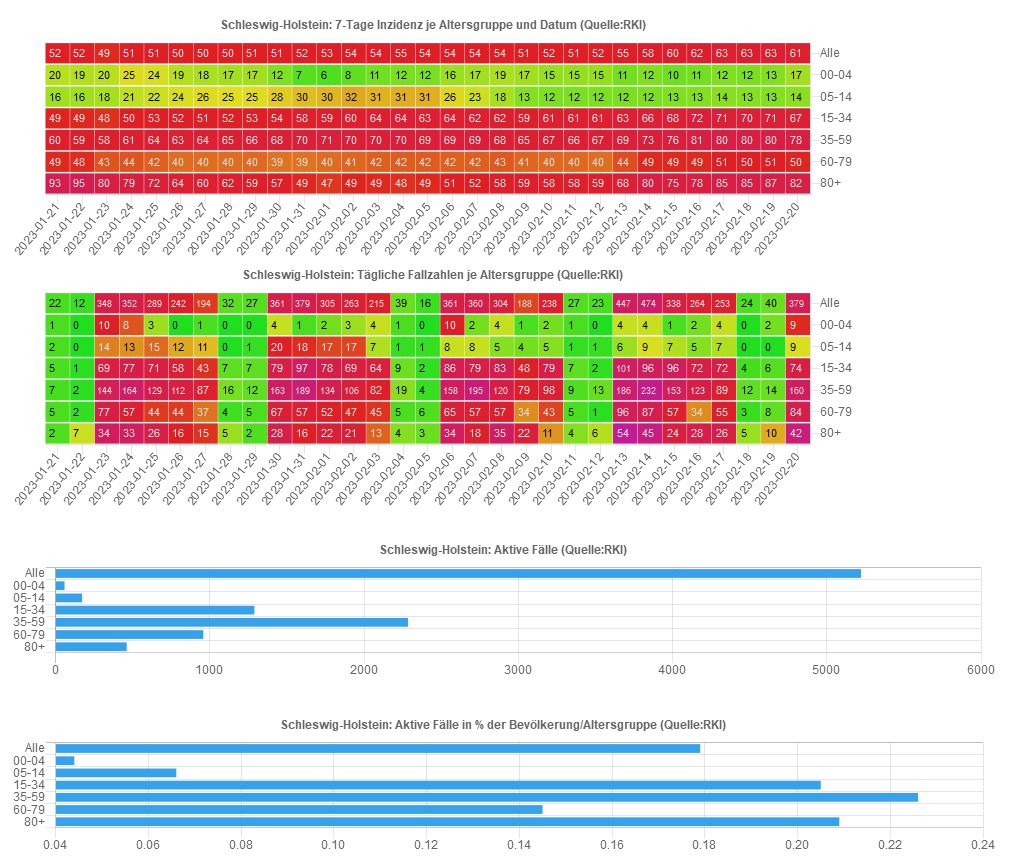 Schleswig-Holstein: 7-Tage Inzidenz je Altersgruppe und Datum (Quelle:RKI)
52 52 49 51 51 50 50 50 51 51 52 53 54 54 55 54 54 54 54 51 52 51 52 55 58 60 62 63 63 63 61 Alle
20 19 20 25 24 19 18 17 17 12 7 6 8 11 12 12 16 17 19 17 15 15 15 11 12 10 11 12 12 13 17 00-04
16 16 18 21 22 24 26 25 25 28 30 30 32 31 31 31 26 23 18 13 12 12 12 12 12 13 13 14 13 13 14 05-14
49 49 48 50 53 52 51 52 53 54 58 59 60 64 64 63 64 62 62 59 61 61 61 63 66 68 72 71 70 71 67 15-34
60 59 58 61 64 63 64 65 66 68 70 71 70 70 70 69 69 69 68 65 67 66 67 69 73 76 81 80 80 80 78 35-59
49 48 43 44 42 40 40 40 40 39 39 40 41 42 42 42 42 42 43 41 40 40 40 44 49 49 49 51 50 51 50 60-79
93 95 80 79 72 64 60 62 59 57 49 47 49 49 48 49 51 52 58 59 58 58 59 68 80 75 78 85 85 87 82 80+
2023-01-21 2023-01-22 2023-01-23 2023-01-24 2023-01-25 2023-01-26 2023-01-27 2023-01-28 2023-01-29 2023-01-30 2023-01-31 2023-02-01 2023-02-02 2023-02-03 2023-02-04 2023-02-05 2023-02-06 2023-02-07 2023-02-08 2023-02-09 2023-02-10 2023-02-11 2023-02-12 2023-02-13 2023-02-14 2023-02-15 2023-02-16 2023-02-17 2023-02-18 2023-02-19 2023-02-20
Schleswig-Holstein: Tägliche Fallzahlen je Altersgruppe (Quelle:RKI)
22 12 348 352 289 242 194 32 27 361 379 305 263 215 39 16 361 360 304 188 238 27 23 447 474 338 264 253 24 40 379 Alle
1 0 10 8 3 0 1 0 0 4 1 2 3 4 1 0 10 2 4 1 2 1 0 4 4 1 2 4 0 2 9 00-04
2 0 14 13 15 12 11 0 1 20 18 17 17 7 1 1 8 8 5 4 5 1 1 6 9 7 5 7 0 0 9 05-14
5 1 69 77 71 58 43 7 7 79 97 78 69 64 9 2 86 79 83 48 79 7 2 101 96 96 72 72 4 6 74 15-34
7 2 144 164 129 112 87 16 12 163 189 134 106 82 19 4 158 195 120 79 98 9 13 186 232 153 123 89 12 14 160 35-59
5 2 77 57 44 44 37 4 5 67 57 52 47 45 5 6 65 57 57 34 43 5 1 96 87 57 34 55 3 8 84 60-79
2 7 34 33 26 16 15 5 2 28 16 22 21 13 4 3 34 18 35 22 11 4 6 54 45 24 28 26 5 10 42 80+
2023-01-21 2023-01-22 2023-01-23 2023-01-24 2023-01-25 2023-01-26 2023-01-27 2023-01-28 2023-01-29 2023-01-30 2023-01-31 2023-02-01 2023-02-02 2023-02-03 2023-02-04 2023-02-05 2023-02-06 2023-02-07 2023-02-08 2023-02-09 2023-02-10 2023-02-11 2023-02-12 2023-02-13 2023-02-14 2023-02-15 2023-02-16 2023-02-17 2023-02-18 2023-02-19 2023-02-20
Schleswig-Holstein: Aktive Fälle (Quelle:RKI)
Alle
00-04
05-14
15-34
35-59
60-79
80+
0 1000 2000 3000 4000 5000 6000
Schleswig-Holstein: Aktive Fälle in % der Bevölkerung/Altersgruppe (Quelle:RKI)
Alle
00-04
05-14
15-34
35-59
60-79
80+
0.04 0.06 0.08 0.10 0.12 0.14 0.16 0.18 0.20 0.22 0.24